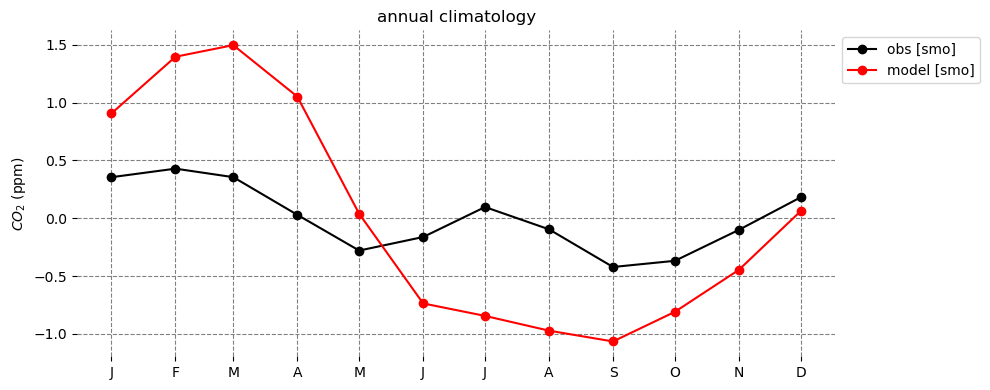 annual climatology
obs [smo]
model [smo]
CO₂ (ppm)
1.5
1.0
0.5
0.0
−0.5
−1.0
J F M A M J J A S O N D